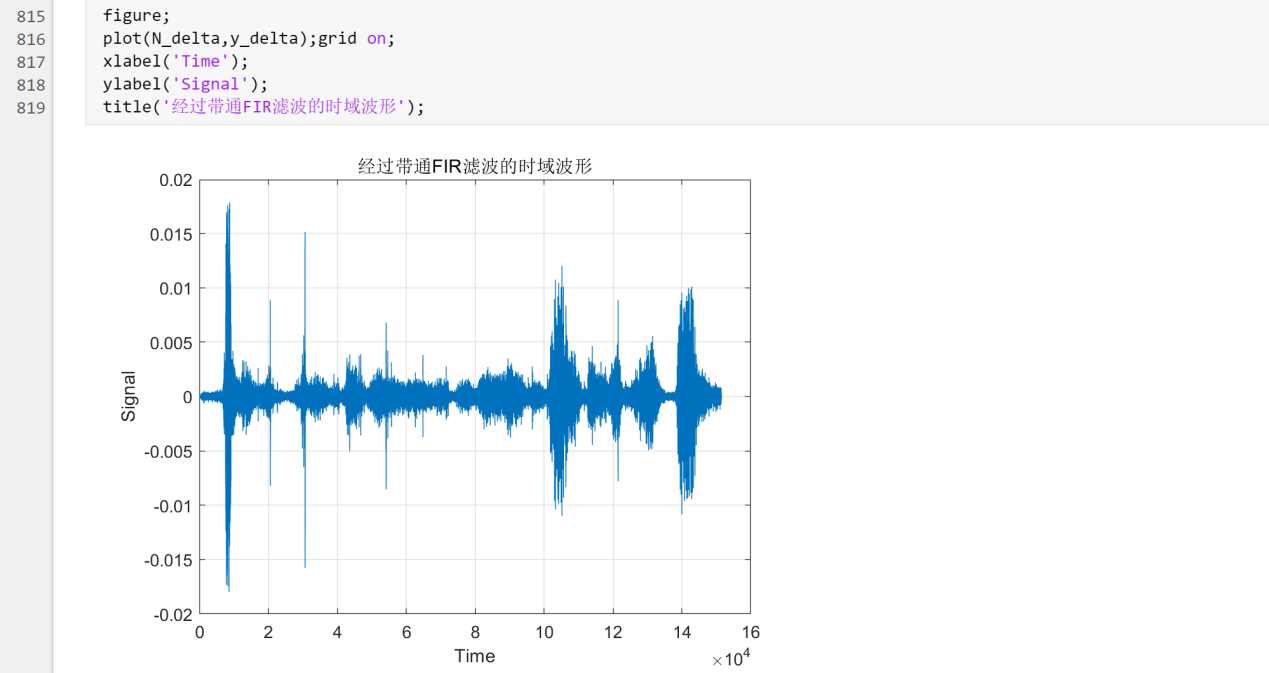 815 figure;
816 plot(N_delta,y_delta);grid on;
817 xlabel('Time');
818 ylabel('Signal');
819 title('经过带通FIR滤波的时域波形');
经过带通FIR滤波的时域波形
0.02
0.015
0.01
0.005
0
-0.005
-0.01
-0.015
-0.02
Signal
0 2 4 6 8 10 12 14 16
Time
×10⁴